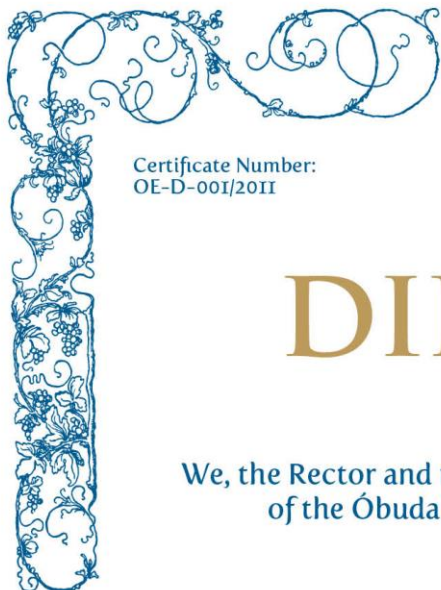 Certificate Number:
OE-D-001/2011
DI
We, the Rector and
of the Óbuda